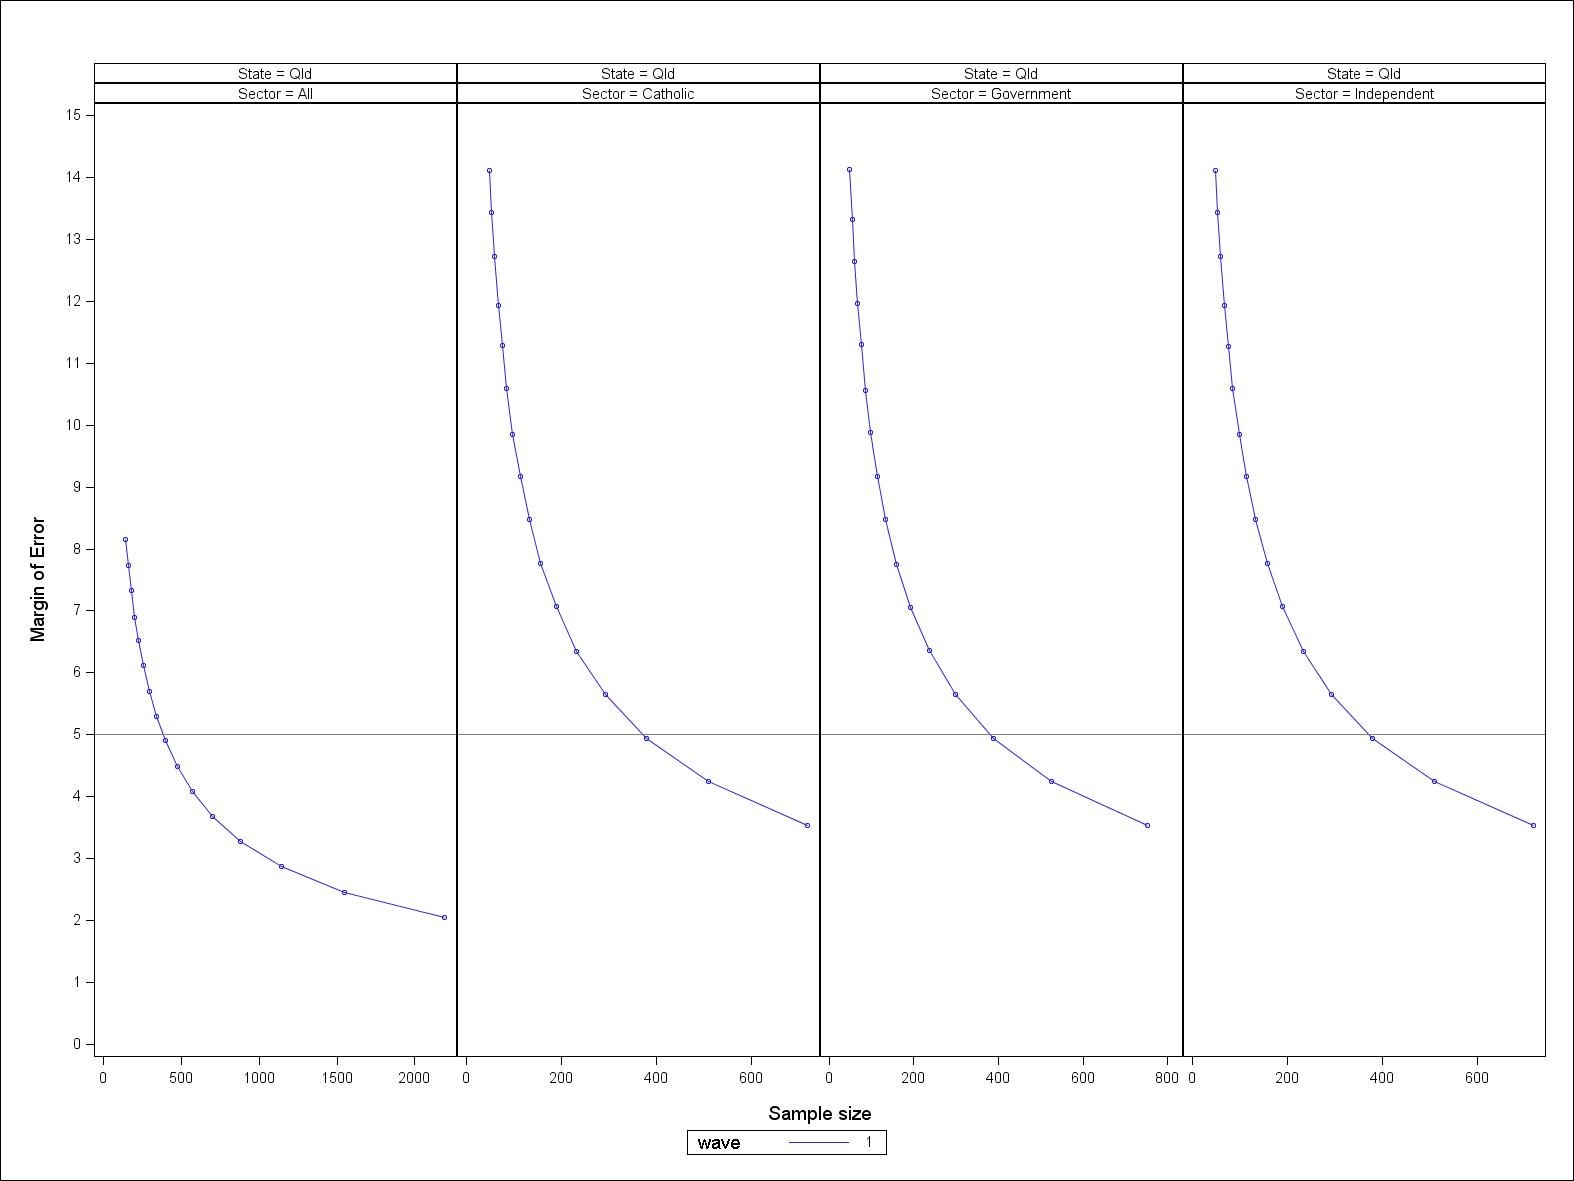 State = Qld State = Qld State = Qld State = Qld
Sector = All Sector = Catholic Sector = Government Sector = Independent
15
14
13
12
11
10
9
8
7
6
5
4
3
2
1
0
Margin of Error
0 500 1000 1500 2000 0 200 400 600 0 200 400 600 800 0 200 400 600
Sample size
wave 1